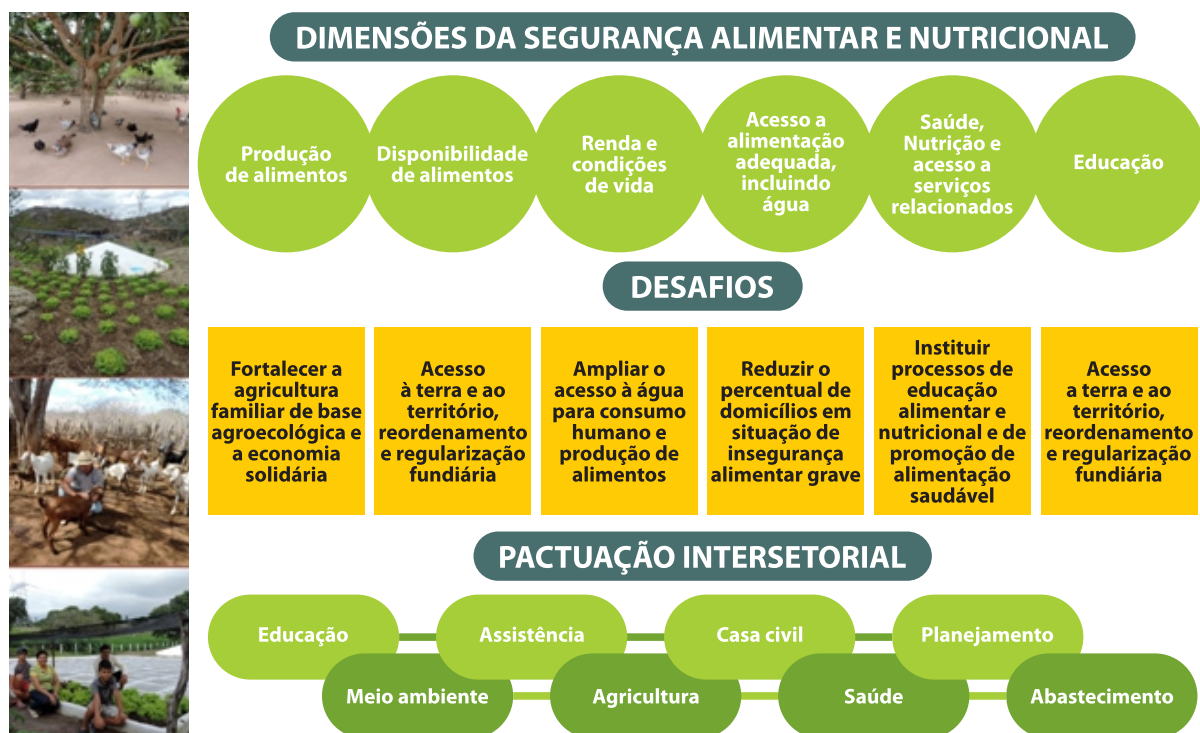 DIMENSÕES DA SEGURANÇA ALIMENTAR E NUTRICIONAL
Produção
de alimentos
Disponibilidade
de alimentos
Renda e
condições
de vida
Acesso a
alimentação
adequada,
incluindo
água
Saúde,
Nutrição e
acesso a
serviços
relacionados
Educação
DESAFIOS
Fortalecer a
agricultura
familiar de base
agroecológica e
a economia
solidária
Acesso
à terra e ao
território,
reordenamento
e regularização
fundiária
Ampliar o
acesso à água
para consumo
humano e
produção de
alimentos
Reduzir o
percentual de
domicílios em
situação de
insegurança
alimentar grave
Instituir
processos de
educação
alimentar e
nutricional e de
promoção de
alimentação
saudável
Acesso
a terra e ao
território,
reordenamento
e regularização
fundiária
PACTUAÇÃO INTERSETORIAL
Educação
Assistência
Casa civil
Planejamento
Meio ambiente
Agricultura
Saúde
Abastecimento